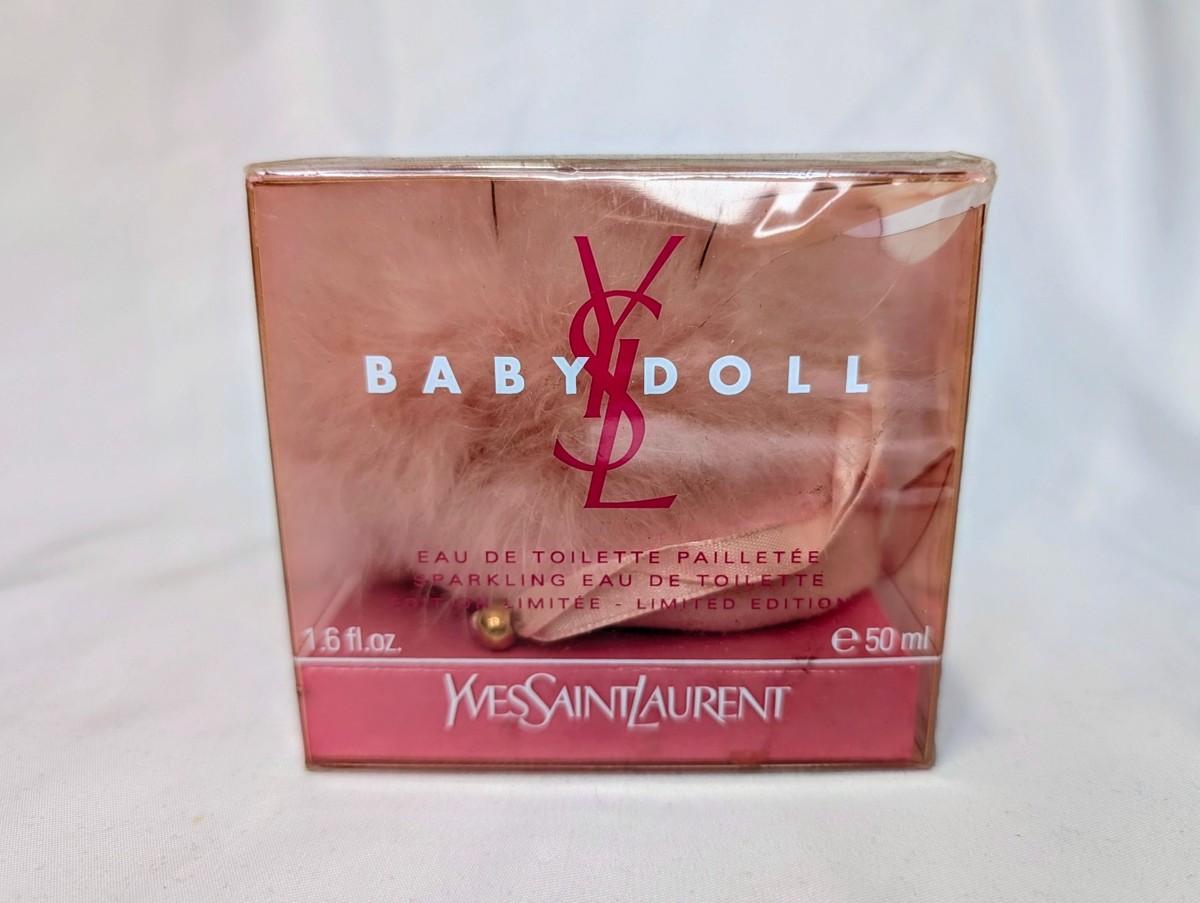 YSL
BABY DOLL
EAU DE TOILETTE PAILLETÉE
SPARKLING EAU DE TOILETTE
EDITION LIMITÉE - LIMITED EDITION
1.6 fl.oz. ℮ 50 ml
YVESSAINTLAURENT